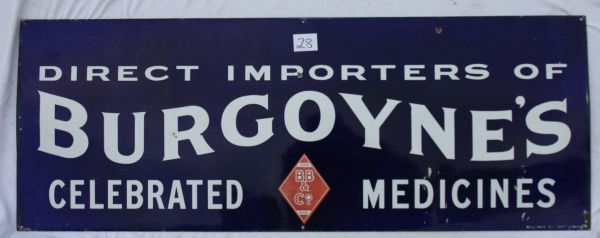 28
DIRECT IMPORTERS OF
BURGOYNE'S
CELEBRATED MEDICINES
BB
&
Co